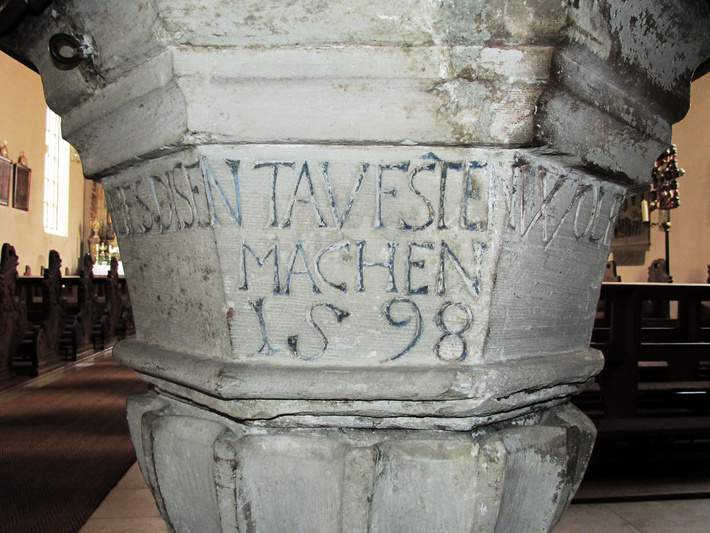 DISEN TAVFSTEN
MACHEN
1598